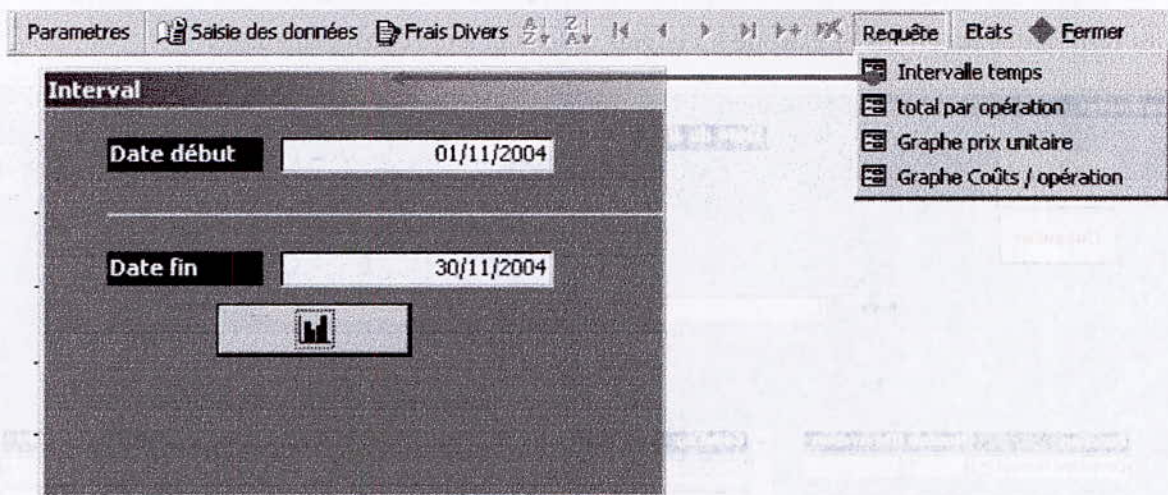 Parametres Saisie des données Frais Divers Requête Etats Fermer
Intervalle temps
total par opération
Graphe prix unitaire
Graphe Coûts / opération
Interval
Date début 01/11/2004
Date fin 30/11/2004